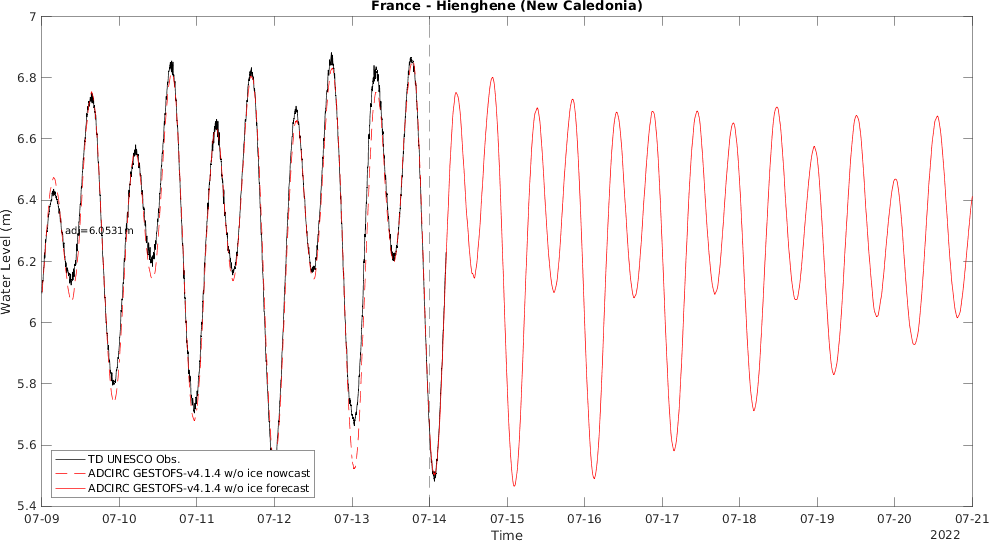 France - Hienghene (New Caledonia)
7
6.8
6.6
6.4
6.2
6
5.8
5.6
5.4
Water Level (m)
adj=6.0531m
TD UNESCO Obs.
ADCIRC GESTOFS-v4.1.4 w/o ice nowcast
ADCIRC GESTOFS-v4.1.4 w/o ice forecast
07-09 07-10 07-11 07-12 07-13 07-14 07-15 07-16 07-17 07-18 07-19 07-20 07-21
Time
2022